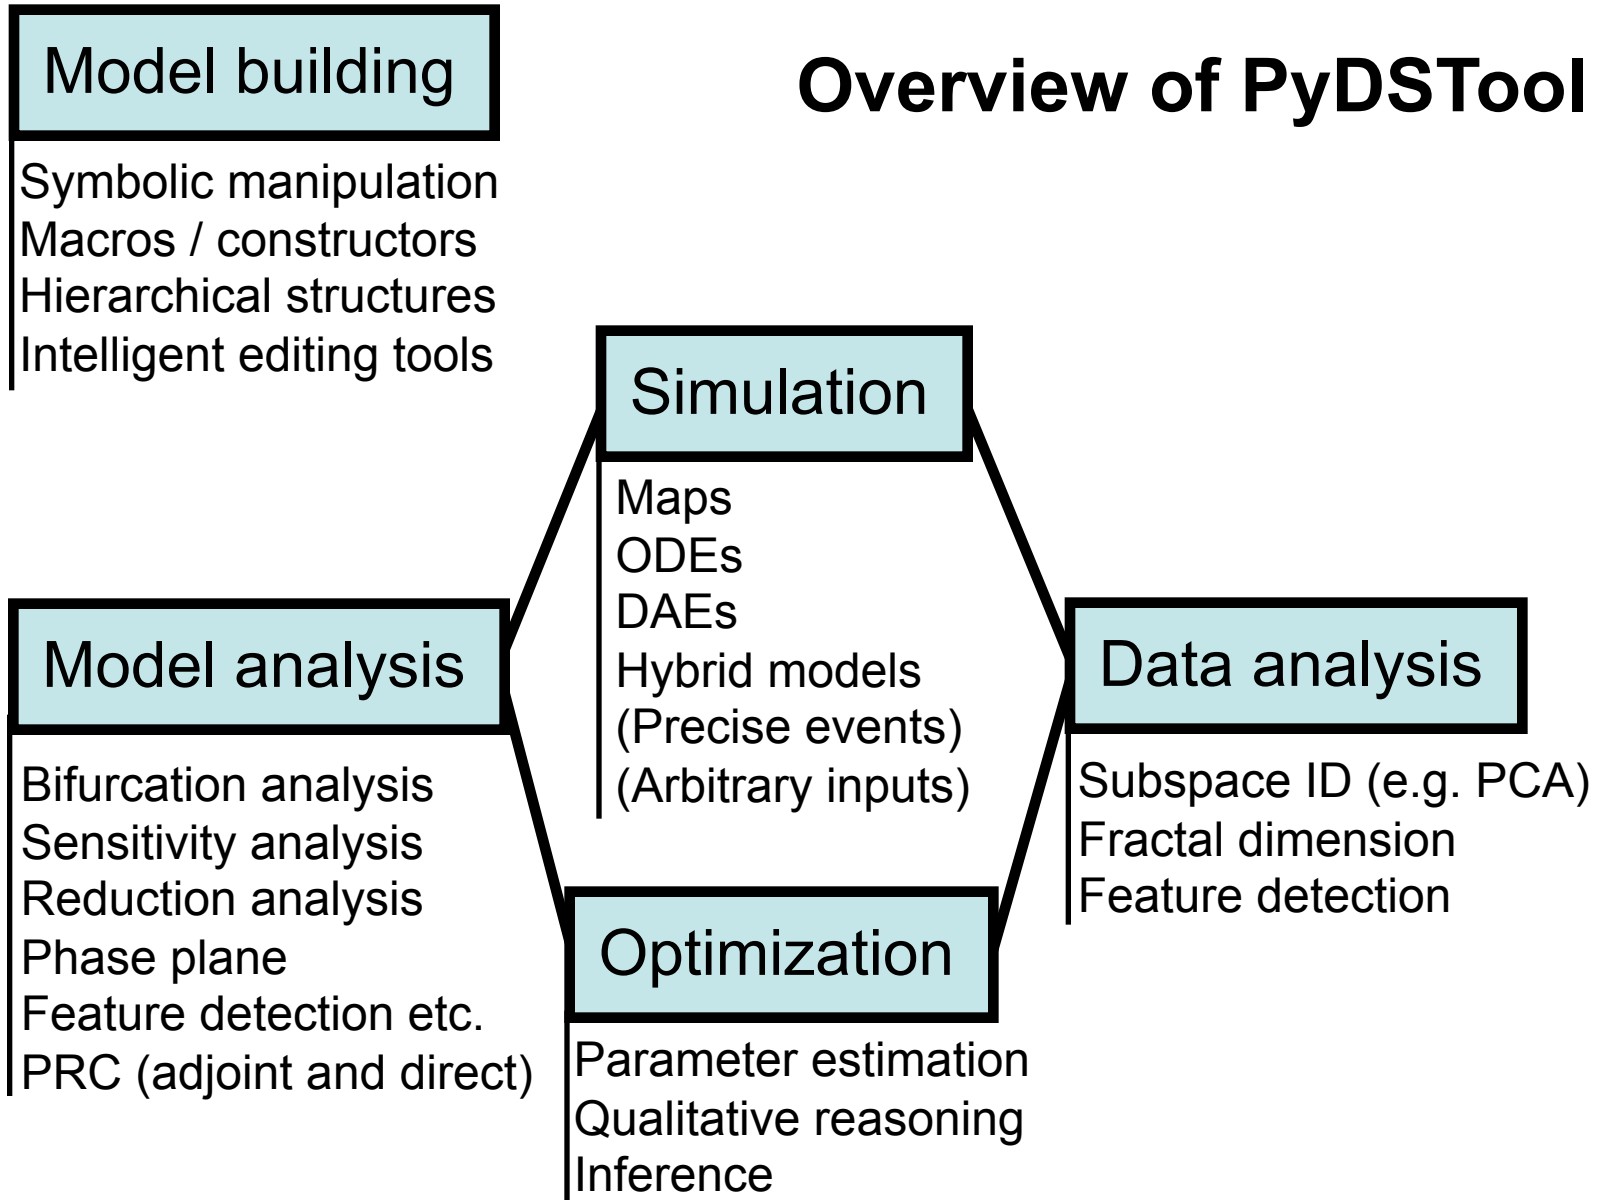 Model building
Overview of PyDSTool
Symbolic manipulation
Macros / constructors
Hierarchical structures
Intelligent editing tools
Simulation
Maps
ODEs
DAEs
Hybrid models
(Precise events)
(Arbitrary inputs)
Model analysis
Bifurcation analysis
Sensitivity analysis
Reduction analysis
Phase plane
Feature detection etc.
PRC (adjoint and direct)
Data analysis
Subspace ID (e.g. PCA)
Fractal dimension
Feature detection
Optimization
Parameter estimation
Qualitative reasoning
Inference